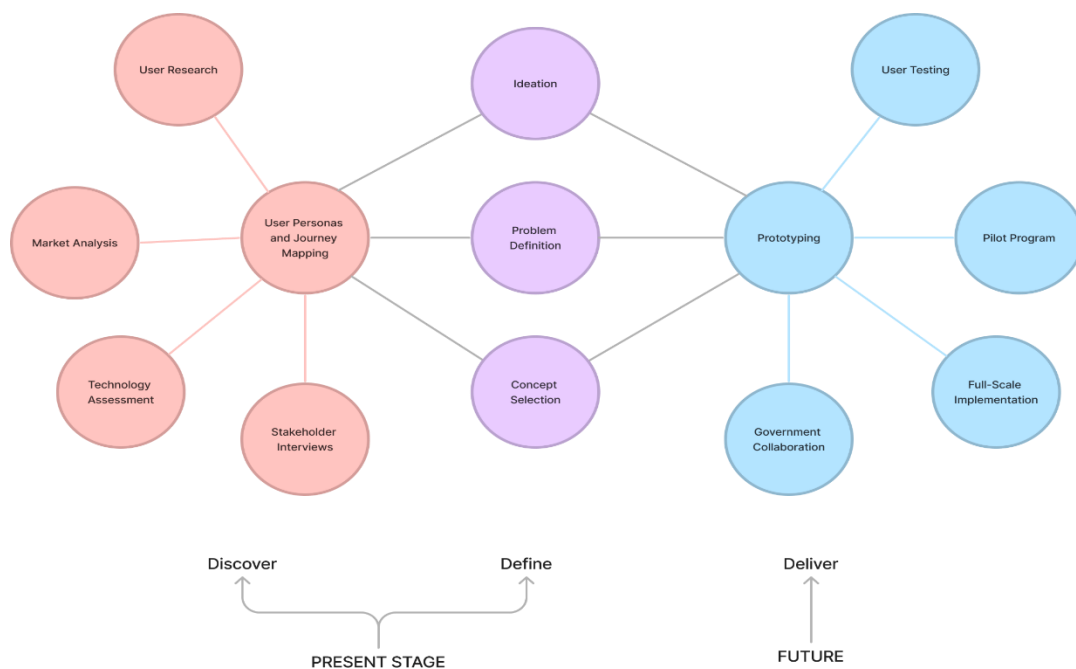 User Research
Ideation
User Testing
Market Analysis
User Personas
and Journey
Mapping
Problem
Definition
Prototyping
Pilot Program
Technology
Assessment
Concept
Selection
Full-Scale
Implementation
Stakeholder
Interviews
Government
Collaboration
Discover
Define
Deliver
PRESENT STAGE
FUTURE